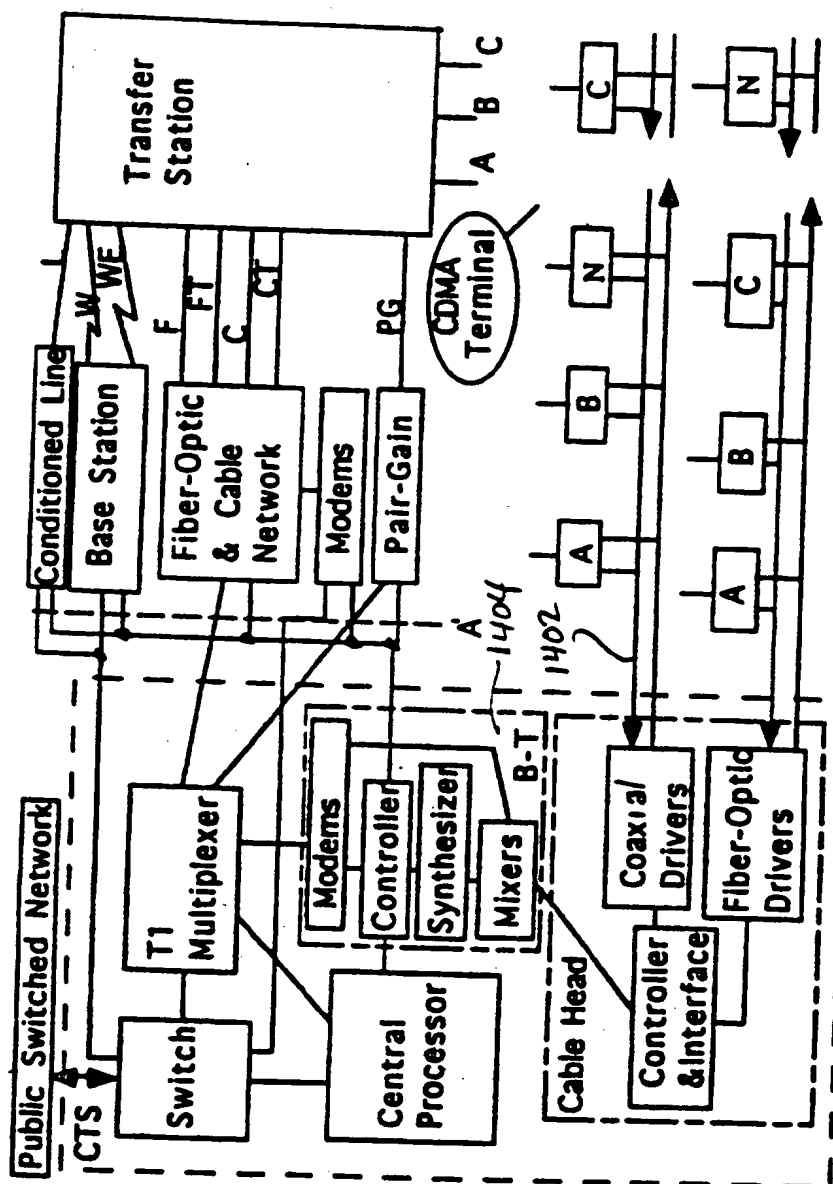 Public Switched Network
CTS
Switch
T1
Multiplexer
Central
Processor
Modems
Controller
Synthesizer
Mixers
B-T
1404
A'
Conditioned Line
Base Station
Fiber-Optic
& Cable
Network
Modems
Pair-Gain
L
W
WE
F
FT
C
CT
PG
Transfer
Station
A
B
C
CDMA
Terminal
Cable Head
Controller
&Interface
Coaxial
Drivers
Fiber-Optic
Drivers
1402
A
B
N
C
A
B
C
N